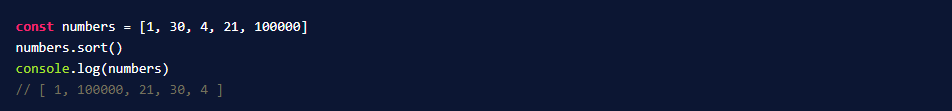 const numbers = [1, 30, 4, 21, 100000]
numbers.sort()
console.log(numbers)
// [ 1, 100000, 21, 30, 4 ]